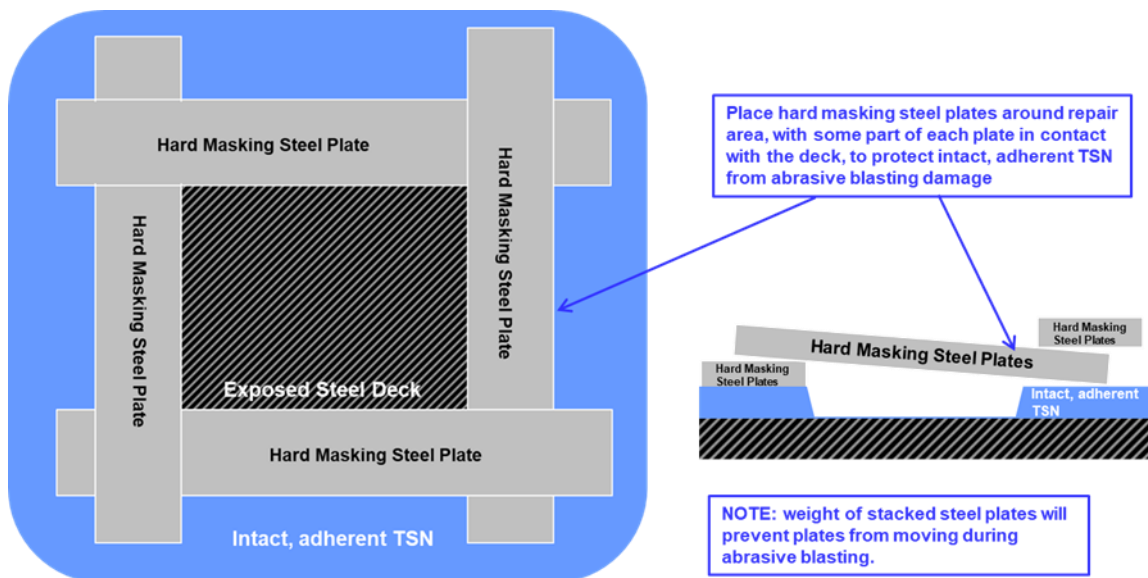 Hard Masking Steel Plate
Hard Masking Steel Plate
Hard Masking Steel Plate
Exposed Steel Deck
Hard Masking Steel Plate
Intact, adherent TSN
Place hard masking steel plates around repair
area, with some part of each plate in contact
with the deck, to protect intact, adherent TSN
from abrasive blasting damage
Hard Masking
Steel Plates
Hard Masking Steel Plates
Hard Masking
Steel Plates
Intact, adherent
TSN
NOTE: weight of stacked steel plates will
prevent plates from moving during
abrasive blasting.